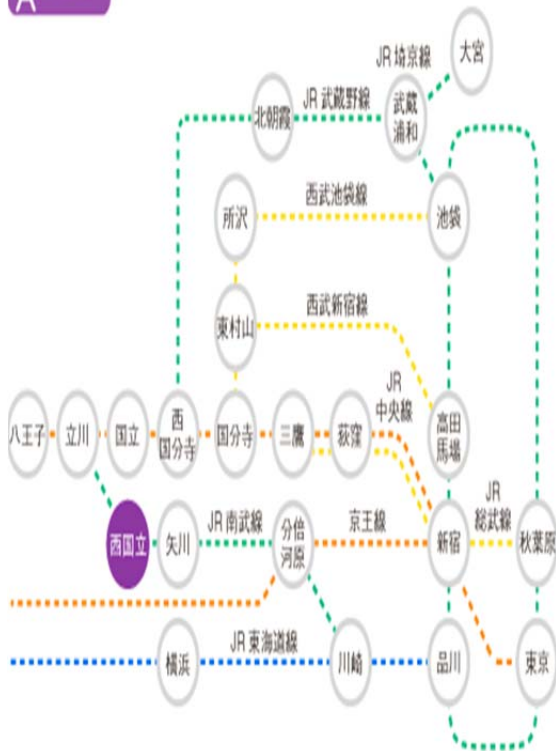 A
JR 埼京線
大宮
北朝霞
JR 武蔵野線
武蔵
浦和
所沢
西武池袋線
池袋
東村山
西武新宿線
八王子
立川
国立
西
国分寺
国分寺
三鷹
荻窪
JR
中央線
高田
馬場
西国立
矢川
JR 南武線
分倍
河原
京王線
新宿
JR
総武線
秋葉原
横浜
JR 東海道線
川崎
品川
東京